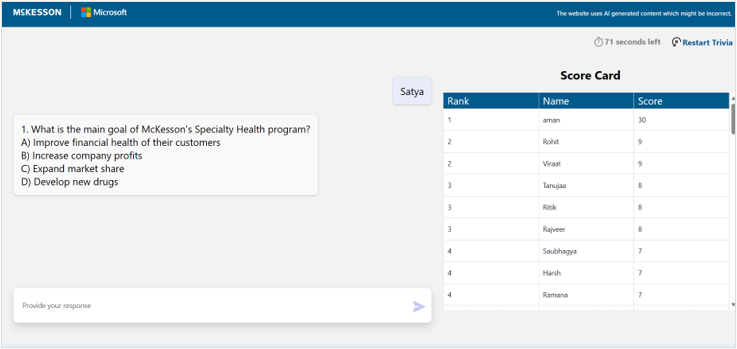 MCKESSON | Microsoft
The website uses AI generated content which might be incorrect.
71 seconds left Restart Trivia
Satya
1. What is the main goal of McKesson's Specialty Health program?
A) Improve financial health of their customers
B) Increase company profits
C) Expand market share
D) Develop new drugs
Provide your response
Score Card
Rank Name Score
1 aman 30
2 Rohit 9
2 Viraat 9
3 Tanujaa 8
3 Ritik 8
3 Rajveer 8
4 Saubhagya 7
4 Harsh 7
4 Ramana 7